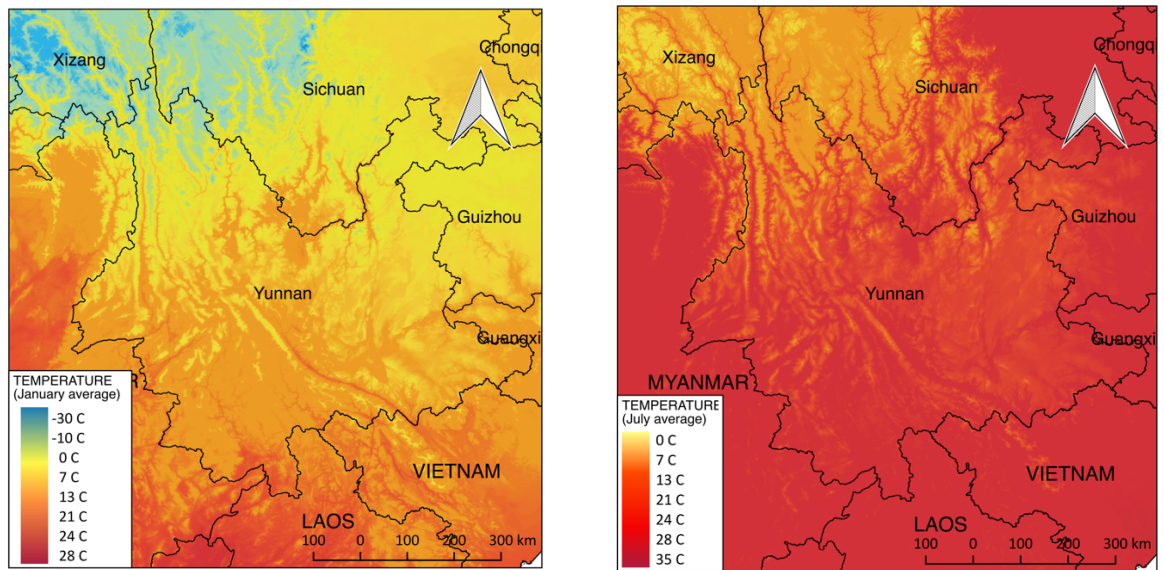 Xizang
Chongq
Sichuan
Guizhou
Yunnan
Guangxi
R
TEMPERATURE
(January average)
-30 C
-10 C
0 C
7 C
13 C
21 C
24 C
28 C
VIETNAM
LAOS
100 0 100 200 300 km
Xizang
Chongqi
Sichuan
Guizhou
Yunnan
Guangxi
MYANMAR
TEMPERATURE
(July average)
0 C
7 C
13 C
21 C
24 C
28 C
35 C
VIETNAM
LAOS
100 0 100 200 300 km